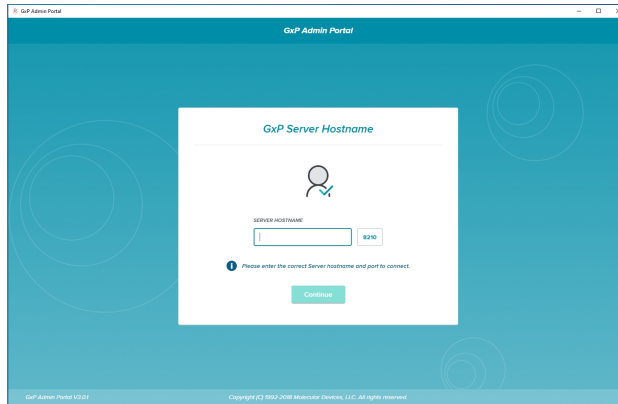 GxP Admin Portal
GxP Admin Portal
GxP Server Hostname
SERVER HOSTNAME
8210
Please enter the correct Server hostname and port to connect.
Continue
GxP Admin Portal V3.0.1
Copyright (C) 1992-2018 Molecular Devices, LLC. All rights reserved.